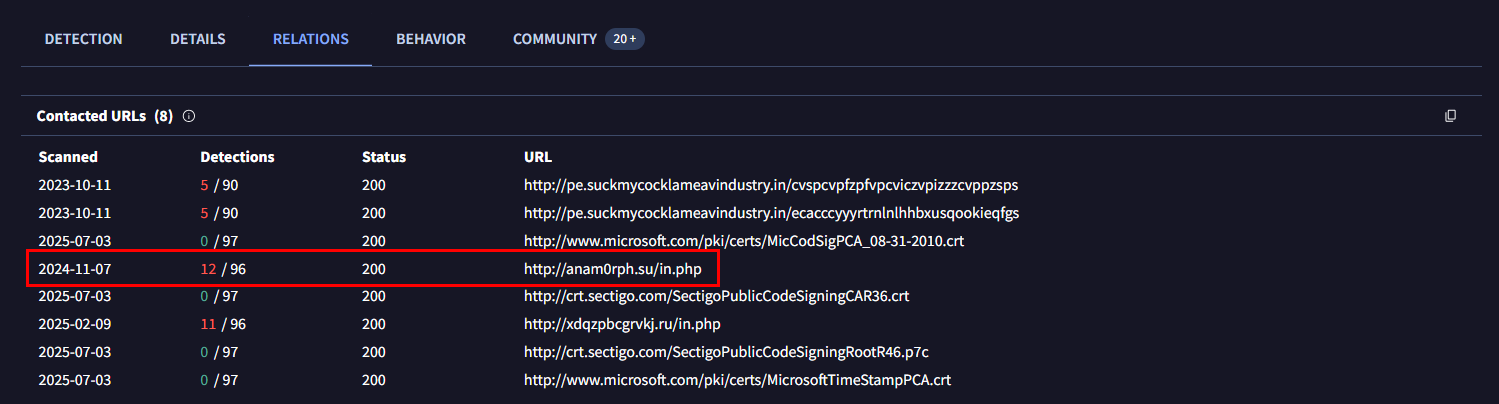 DETECTION DETAILS RELATIONS BEHAVIOR COMMUNITY 20+
Contacted URLs (8)
Scanned Detections Status URL
2023-10-11 5 / 90 200 http://pe.suckmycocklameavindustry.in/cvspcvpfzpfvpcviczvpizzzcvppzsps
2023-10-11 5 / 90 200 http://pe.suckmycocklameavindustry.in/ecacccyyyrtrnlnlhhbxusqookieqfgs
2025-07-03 0 / 97 200 http://www.microsoft.com/pki/certs/MicCodSigPCA_08-31-2010.crt
2024-11-07 12 / 96 200 http://anam0rph.su/in.php
2025-07-03 0 / 97 200 http://crt.sectigo.com/SectigoPublicCodeSigningCAR36.crt
2025-02-09 11 / 96 200 http://xdqzpbcgrvkj.ru/in.php
2025-07-03 0 / 97 200 http://crt.sectigo.com/SectigoPublicCodeSigningRootR46.p7c
2025-07-03 0 / 97 200 http://www.microsoft.com/pki/certs/MicrosoftTimeStampPCA.crt